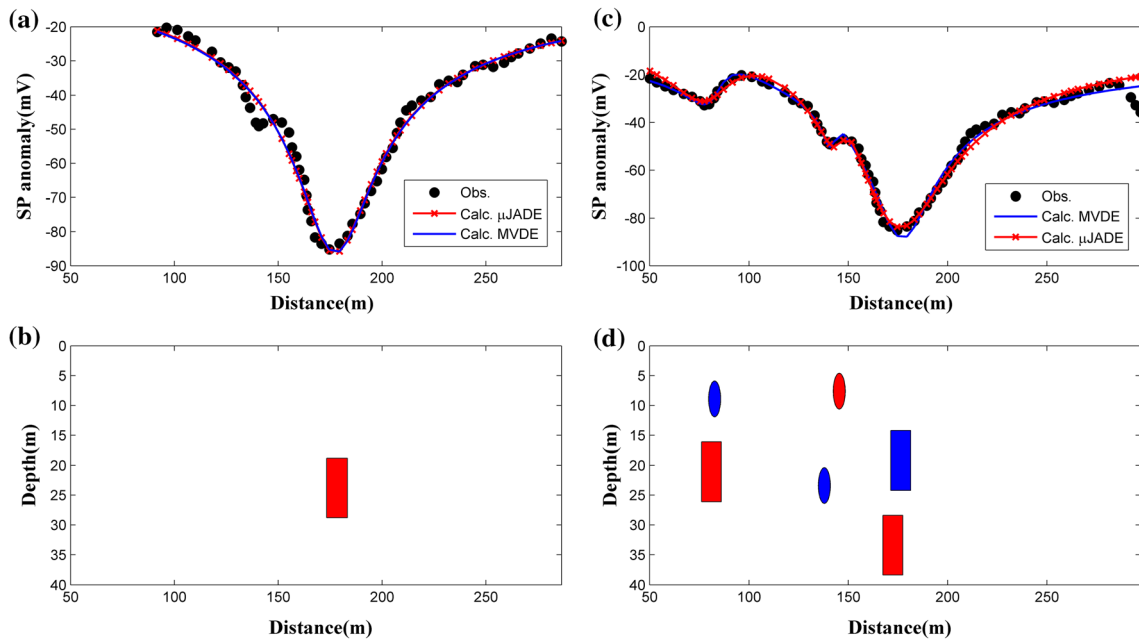 (a)
-20
-30
-40
-50
-60
-70
-80
-90
SP anomaly(mV)
Obs.
Calc. μJADE
Calc. MVDE
50
100
150
200
250
Distance(m)
(c)
0
-20
-40
-60
-80
-100
SP anomaly(mV)
Obs.
Calc. MVDE
Calc. μJADE
50
100
150
200
250
Distance(m)
(b)
0
5
10
15
20
25
30
35
40
Depth(m)
50
100
150
200
250
Distance(m)
(d)
0
5
10
15
20
25
30
35
40
Depth(m)
50
100
150
200
250
Distance(m)